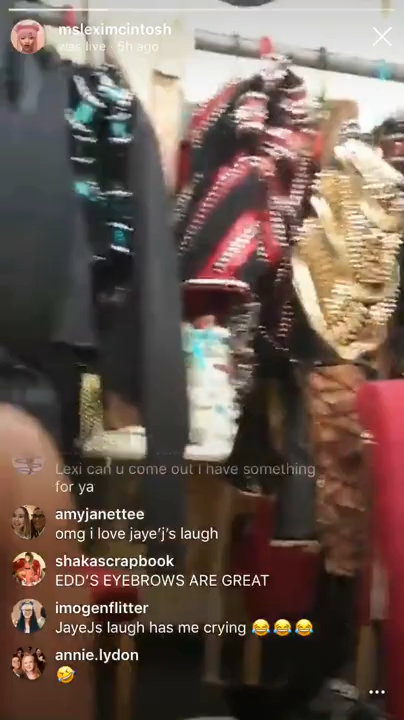 msleximcintosh
was live · 5h ago
Lexi can u come out i have something
for ya
amyjanettee
omg i love jaye'j's laugh
shakascrapbook
EDD'S EYEBROWS ARE GREAT
imogenflitter
JayeJs laugh has me crying 😂😂😂
annie.lydon
🤣